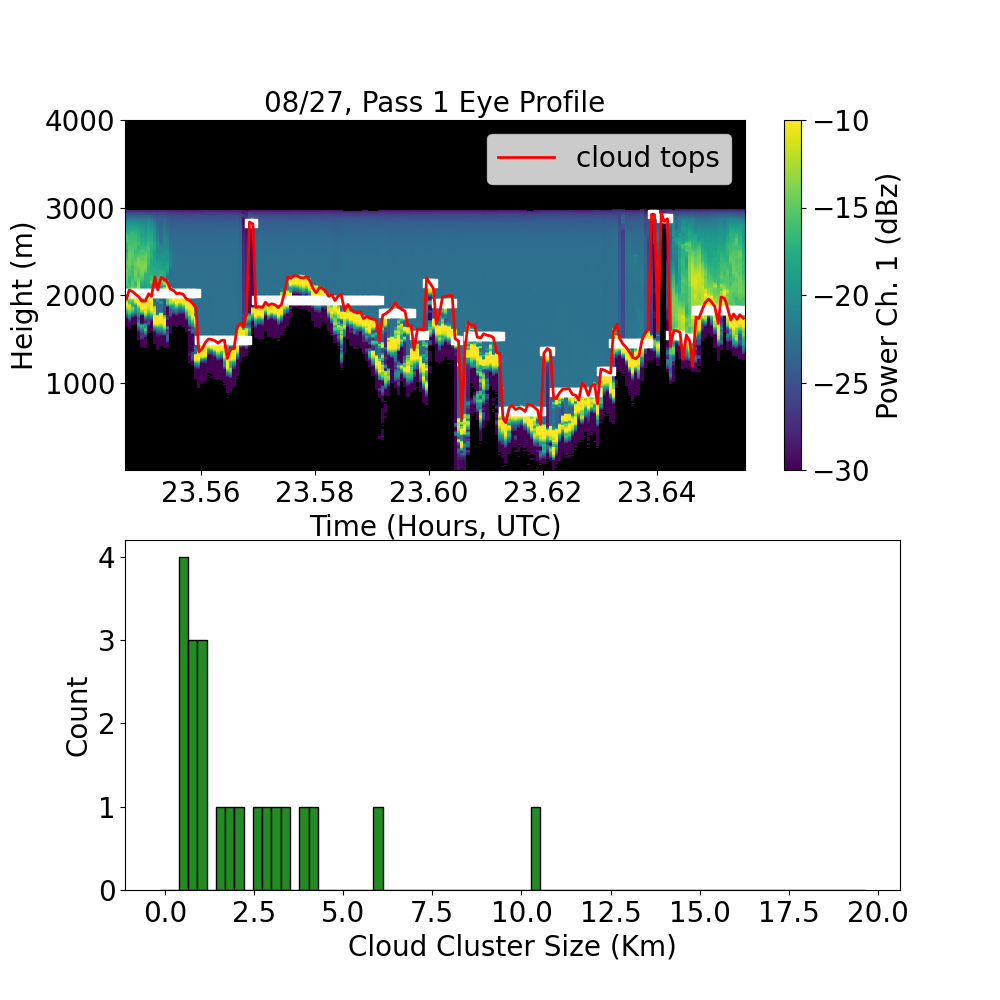 08/27, Pass 1 Eye Profile
cloud tops
Height (m)
4000
3000
2000
1000
23.56 23.58 23.60 23.62 23.64
Time (Hours, UTC)
−10
−15
−20
−25
−30
Power Ch. 1 (dBz)
Count
4
3
2
1
0
0.0 2.5 5.0 7.5 10.0 12.5 15.0 17.5 20.0
Cloud Cluster Size (Km)